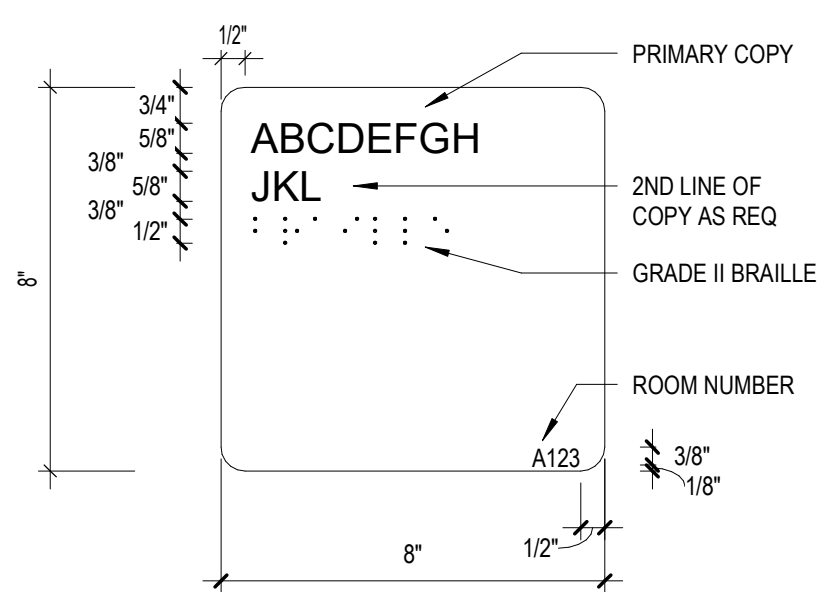 1/2"
PRIMARY COPY
3/4"
5/8"
3/8"
5/8"
3/8"
1/2"
ABCDEFGH
JKL
2ND LINE OF
COPY AS REQ
GRADE II BRAILLE
8"
ROOM NUMBER
A123
3/8"
1/8"
1/2"
8"